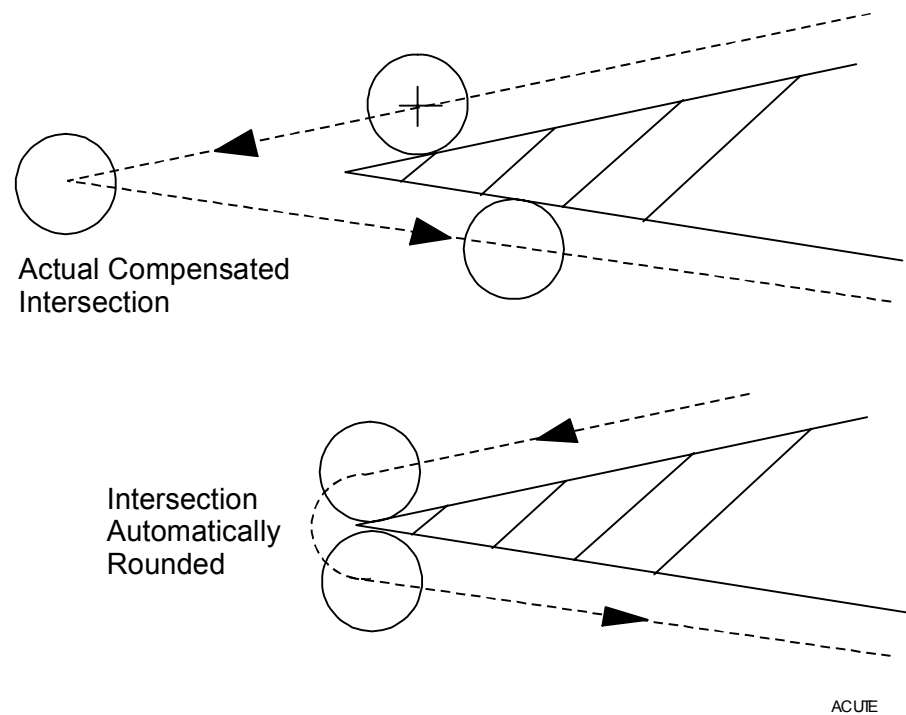 Actual Compensated
Intersection
Intersection
Automatically
Rounded
ACUTE